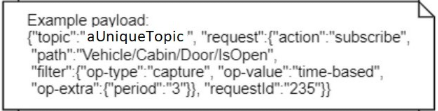 Example payload:
{"topic":"aUniqueTopic", "request":{"action":"subscribe",
"path":"Vehicle/Cabin/Door/IsOpen",
"filter":{"op-type":"capture", "op-value":"time-based",
"op-extra":{"period":"3"}}, "requestId":"235"}}